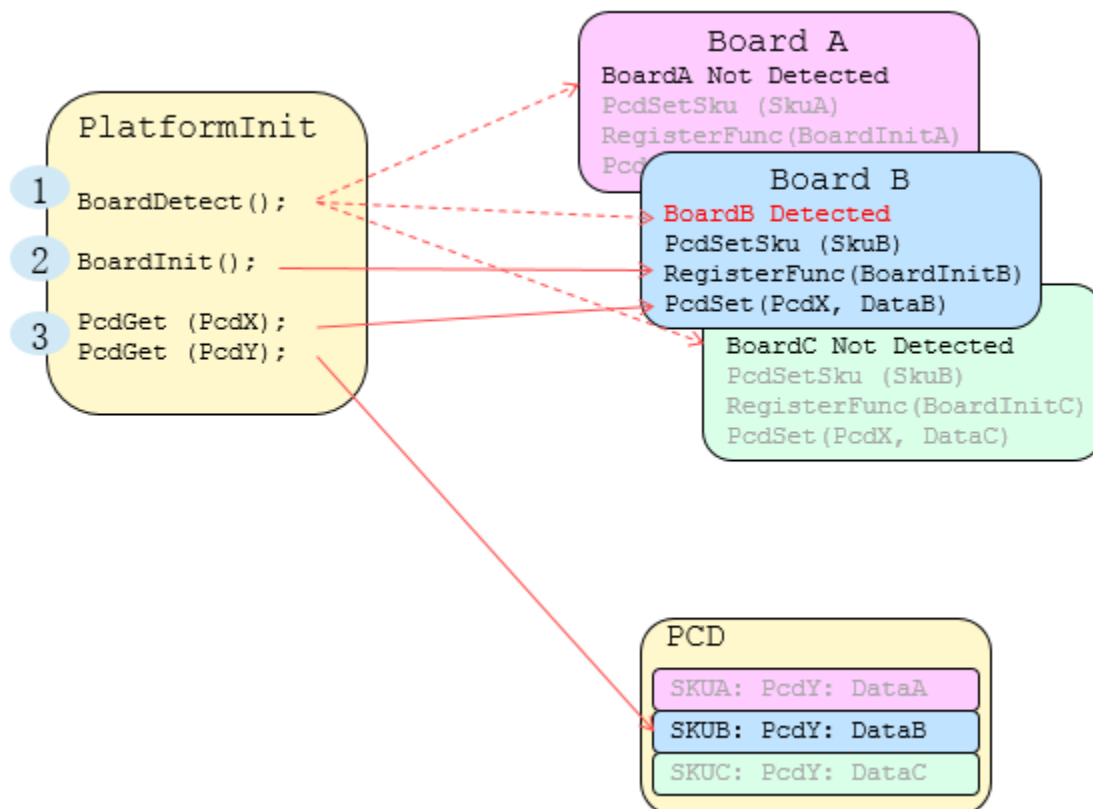 PlatformInit
1
BoardDetect();
2
BoardInit();
3
PcdGet (PcdX);
PcdGet (PcdY);
Board A
BoardA Not Detected
PcdSetSku (SkuA)
RegisterFunc(BoardInitA)
Board B
BoardB Detected
PcdSetSku (SkuB)
RegisterFunc(BoardInitB)
PcdSet(PcdX, DataB)
BoardC Not Detected
PcdSetSku (SkuB)
RegisterFunc(BoardInitC)
PcdSet(PcdX, DataC)
PCD
SKUA: PcdY: DataA
SKUB: PcdY: DataB
SKUC: PcdY: DataC